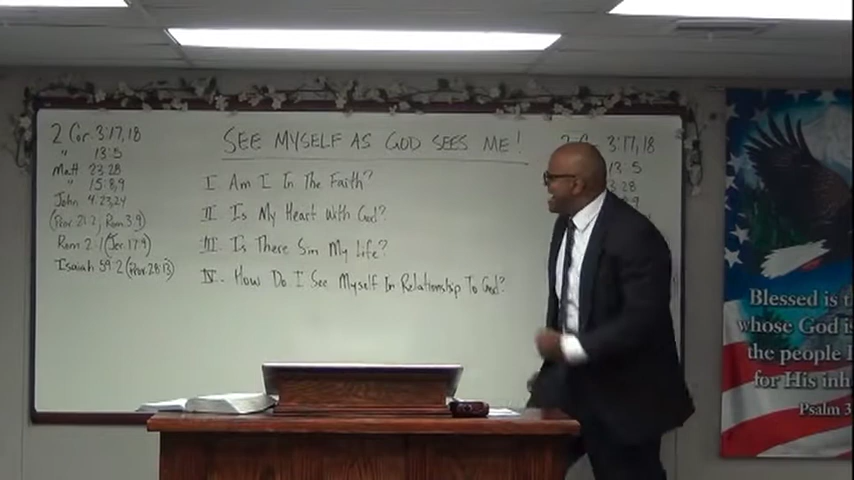 SEE MYSELF AS GOD SEES ME!
2 Cor 3:17,18
" 13:5
Matt 23:28
" 15:8,9
John 4:23,24
(Prov. 21:2, Rom 3:9)
Rom 2:1 (Jer. 17:9)
Isaiah 59:2 (Prov. 28:13)
I Am I In The Faith?
II Is My Heart With God?
III Is There Sin My Life?
IV. How Do I See Myself In Relationship To God?
3:17,18
13:5
3:28
Blessed is t
whose God is
the people
for His inh
Psalm 3